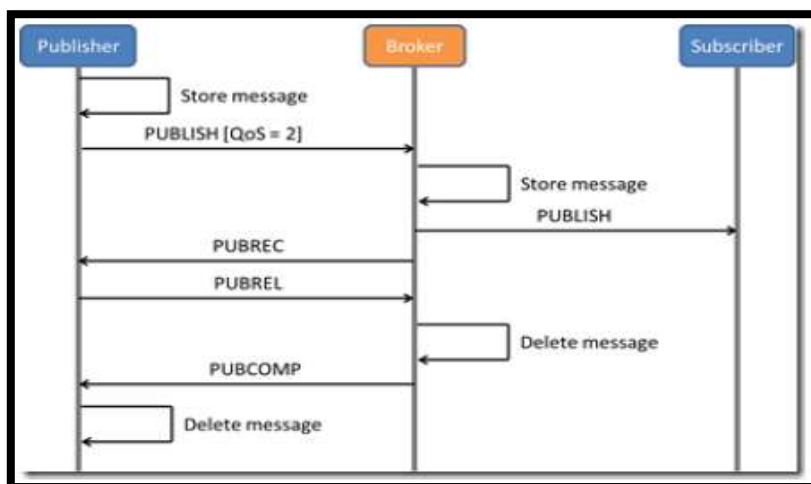 Publisher
Broker
Subscriber
Store message
PUBLISH [QoS = 2]
Store message
PUBLISH
PUBREC
PUBREL
Delete message
PUBCOMP
Delete message